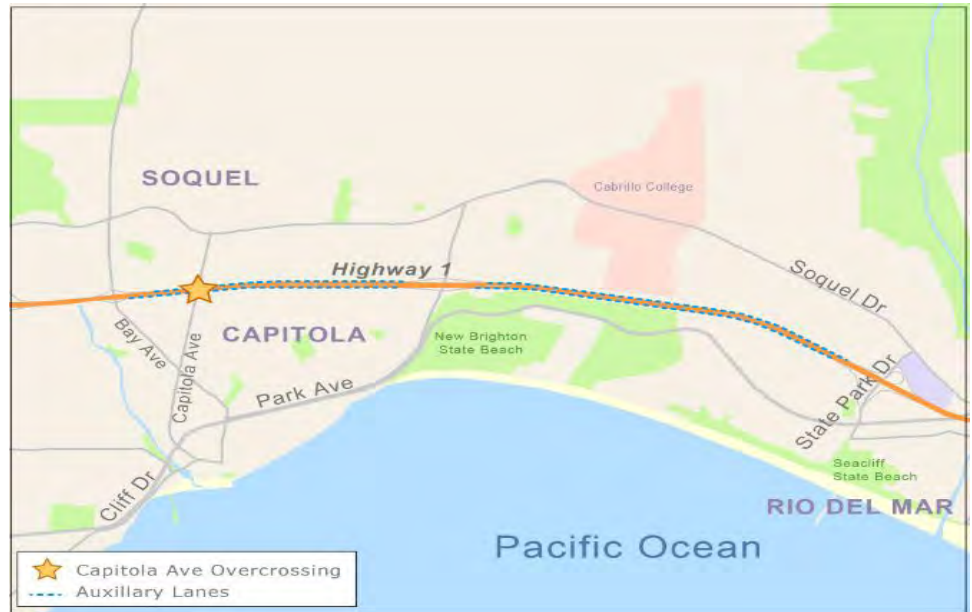 SOQUEL
Cabrillo College
Highway 1
Soquel Dr
Bay Ave
Capitola Ave
CAPITOLA
New Brighton
State Beach
Park Ave
State Park Dr
Cliff Dr
Seacliff
State Beach
RIO DEL MAR
Pacific Ocean
Capitola Ave Overcrossing
Auxillary Lanes